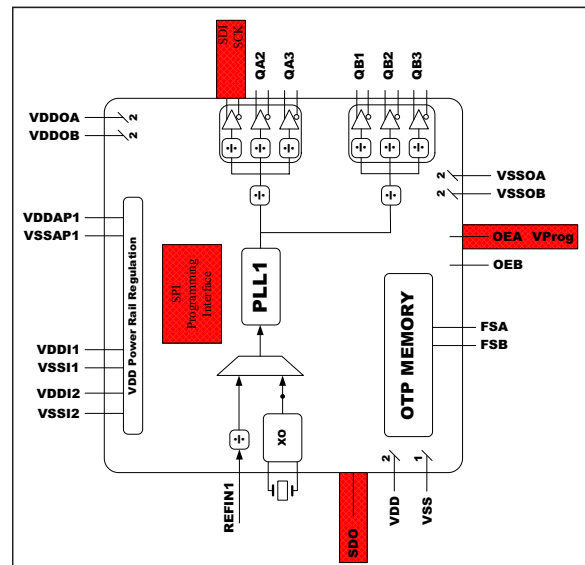 SDI
SCK
QA2
QA3
QB1
QB2
QB3
VDDOA
2
VDDOB
2
2
VSSOA
2
VSSOB
VDDAP1
VSSAP1
OEA VProg
OEB
VDD Power Rail Regulation
SPI
Programming
Interface
PLL1
OTP MEMORY
FSA
FSB
VDDI1
VSSI1
VDDI2
VSSI2
XO
REFIN1
2
1
SDO
VDD
VSS